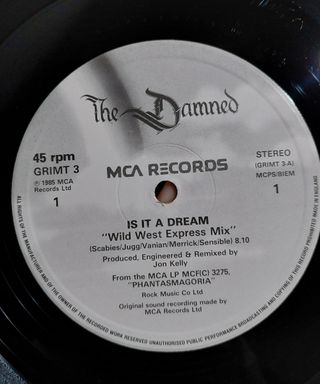 The Damned
45 rpm
GRIMT 3
℗ 1985 MCA
Records Ltd
1
MCA RECORDS
STEREO
(GRIMT 3-A)
MCPS/BIEM
1
IS IT A DREAM
"Wild West Express Mix"
(Scabies/Jugg/Vanian/Merrick/Sensible) 8.10
Produced, Engineered & Remixed by
Jon Kelly
From the MCA LP MCF(C) 3275,
"PHANTASMAGORIA"
Rock Music Co Ltd
Original sound recording made by
MCA Records Ltd
ALL RIGHTS OF THE MANUFACTURER AND OF THE OWNER OF THE RECORDED WORK RESERVED UNAUTHORISED PUBLIC PERFORMANCE BROADCASTING AND COPYING OF THIS RECORD PROHIBITED MADE IN ENGLAND